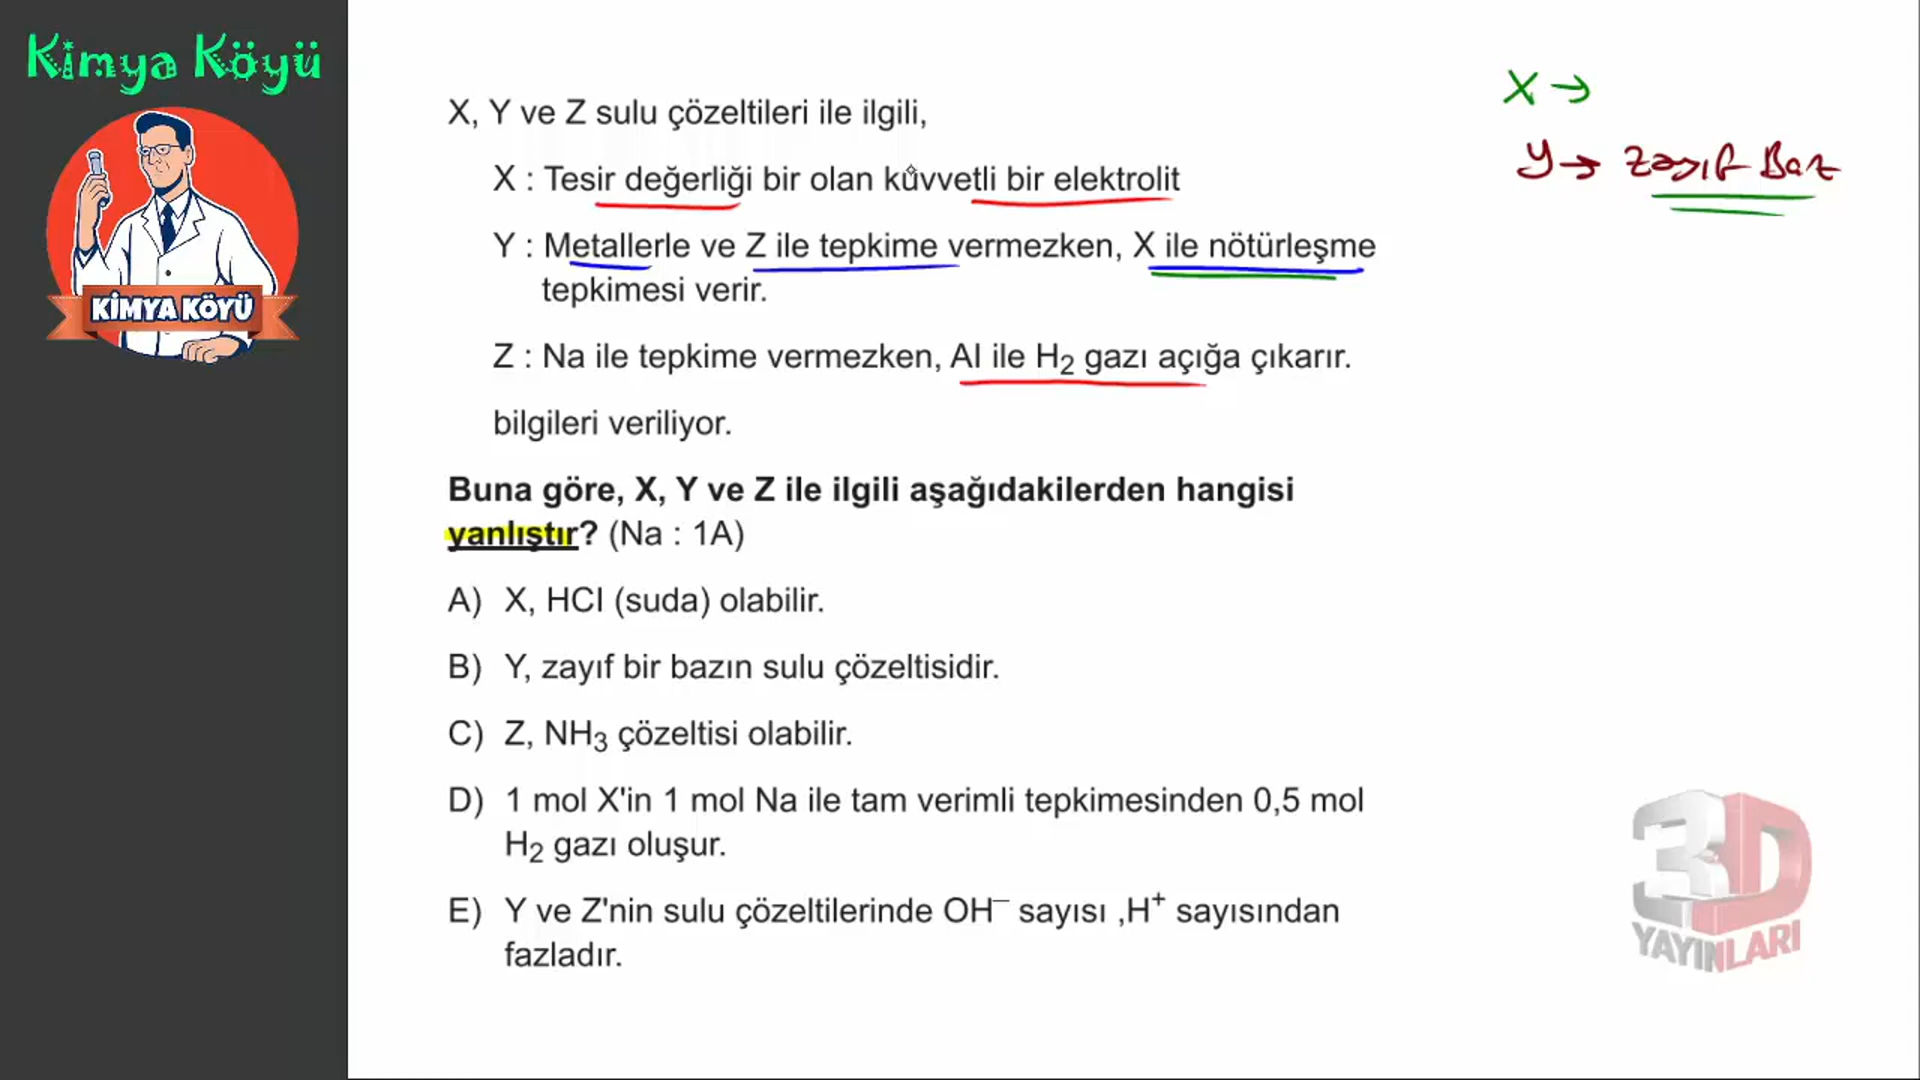 Kimya Köyü
KİMYA KÖYÜ
X, Y ve Z sulu çözeltileri ile ilgili,
X : Tesir değerliği bir olan kuvvetli bir elektrolit
Y : Metallerle ve Z ile tepkime vermezken, X ile nötürleşme
tepkimesi verir.
Z : Na ile tepkime vermezken, Al ile H₂ gazı açığa çıkarır.
bilgileri veriliyor.
Buna göre, X, Y ve Z ile ilgili aşağıdakilerden hangisi
yanlıştır? (Na : 1A)
A) X, HCl (suda) olabilir.
B) Y, zayıf bir bazın sulu çözeltisidir.
C) Z, NH₃ çözeltisi olabilir.
D) 1 mol X'in 1 mol Na ile tam verimli tepkimesinden 0,5 mol
H₂ gazı oluşur.
E) Y ve Z'nin sulu çözeltilerinde OH⁻ sayısı ,H⁺ sayısından
fazladır.
X →
Y → Zayıf Baz
3D
YAYINLARI